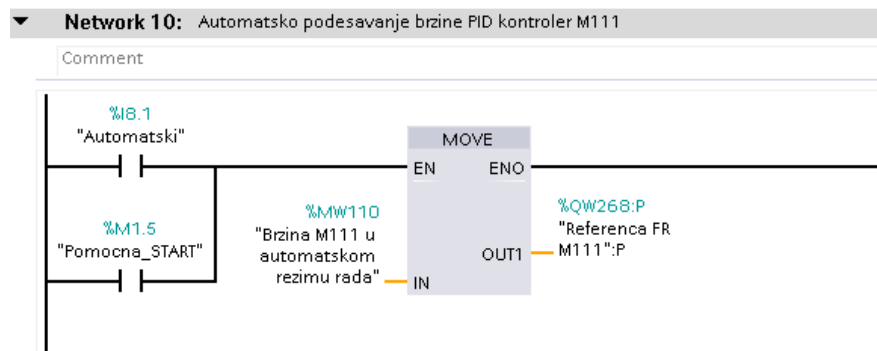 Network 10: Automatsko podesavanje brzine PID kontroler M111
Comment
%I8.1
"Automatski"
MOVE
EN ENO
%MW110
"Brzina M111 u
automatskom
rezimu rada"
IN
%QW268:P
"Referenca FR
M111":P
OUT1
%M1.5
"Pomocna_START"